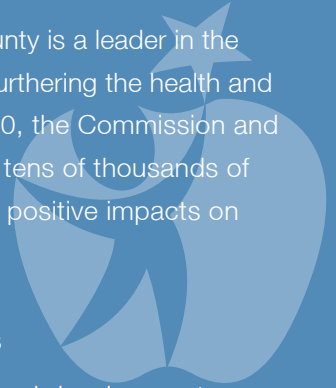 unty is a leader in the
urthering the health and
0, the Commission and
tens of thousands of
positive impacts on
s